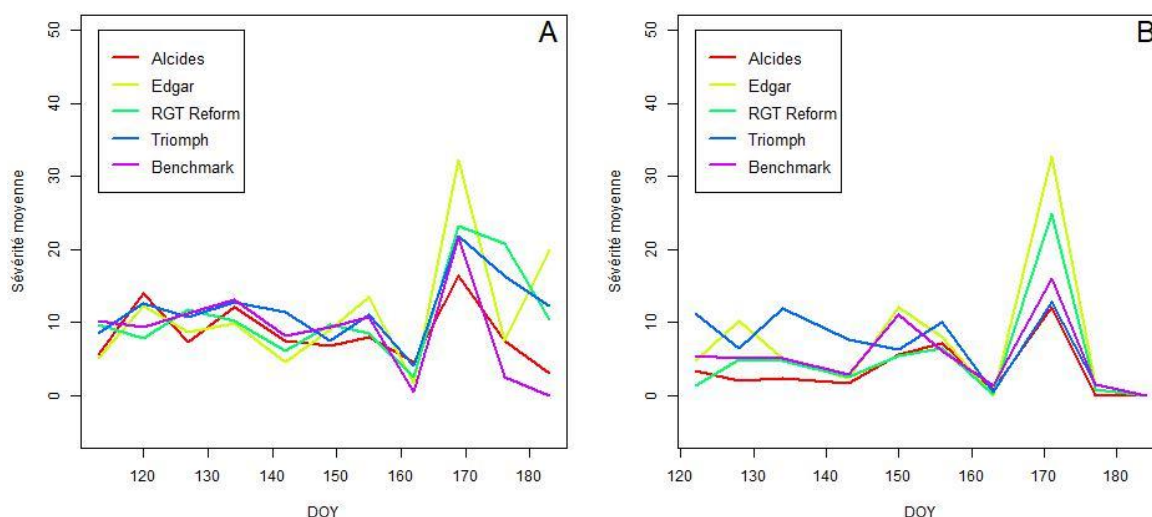 A
Alcides
Edgar
RGT Reform
Triomph
Benchmark
Sévérité moyenne
50
40
30
20
10
0
120 130 140 150 160 170 180
DOY
B
Alcides
Edgar
RGT Reform
Triomph
Benchmark
Sévérité moyenne
50
40
30
20
10
0
120 130 140 150 160 170 180
DOY